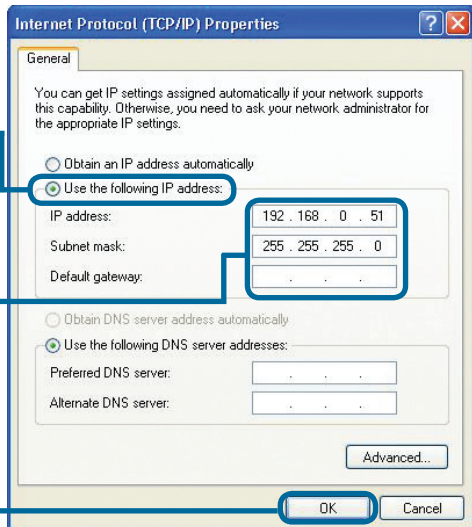 Internet Protocol (TCP/IP) Properties
General
You can get IP settings assigned automatically if your network supports
this capability. Otherwise, you need to ask your network administrator for
the appropriate IP settings.
Obtain an IP address automatically
Use the following IP address:
IP address: 192 . 168 . 0 . 51
Subnet mask: 255 . 255 . 255 . 0
Default gateway: . . .
Obtain DNS server address automatically
Use the following DNS server addresses:
Preferred DNS server: . . .
Alternate DNS server: . . .
Advanced...
OK Cancel